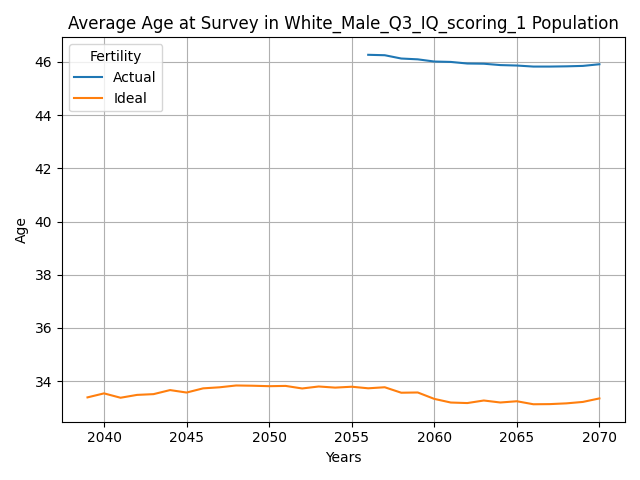 Average Age at Survey in White_Male_Q3_IQ_scoring_1 Population
Fertility
Actual
Ideal
46
44
42
40
38
36
34
Age
2040
2045
2050
2055
2060
2065
2070
Years